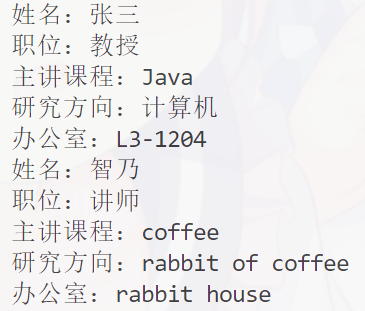 姓名：张三
职位：教授
主讲课程：Java
研究方向：计算机
办公室：L3-1204
姓名：智乃
职位：讲师
主讲课程：coffee
研究方向：rabbit of coffee
办公室：rabbit house